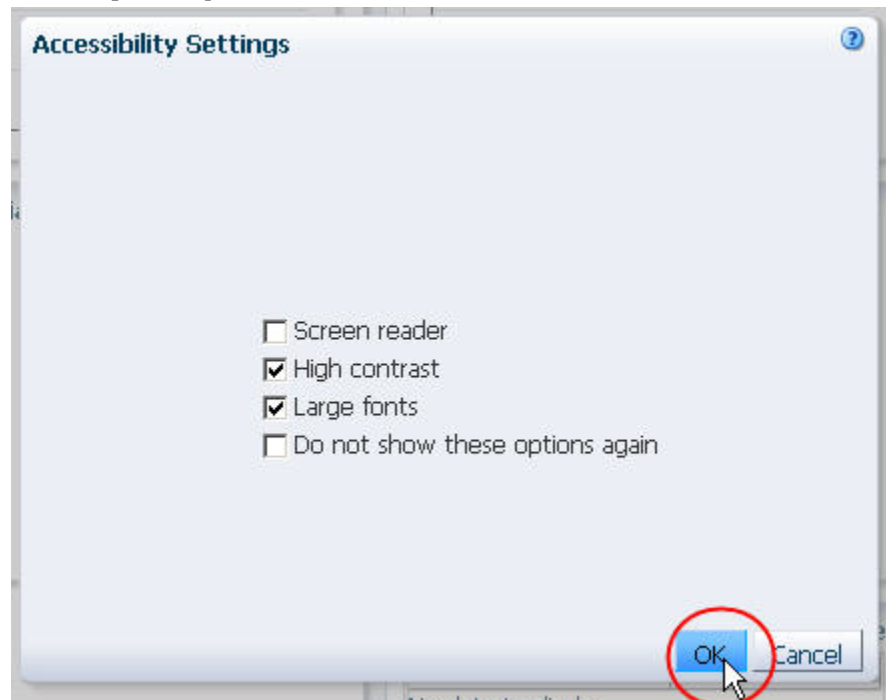 Accessibility Settings
Screen reader
High contrast
Large fonts
Do not show these options again
OK
Cancel